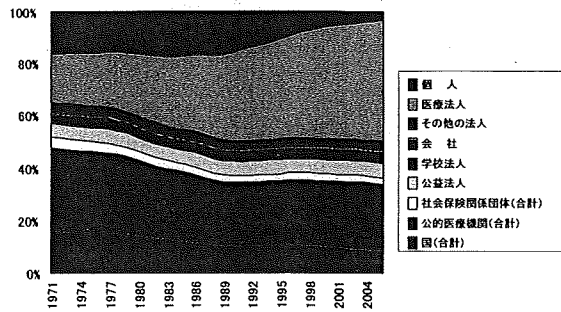 100%
80%
60%
40%
20%
0%
1971
1974
1977
1980
1983
1986
1989
1992
1995
1998
2001
2004
個 人
医療法人
その他の法人
会 社
学校法人
公益法人
社会保険関係団体(合計)
公的医療機関(合計)
国(合計)